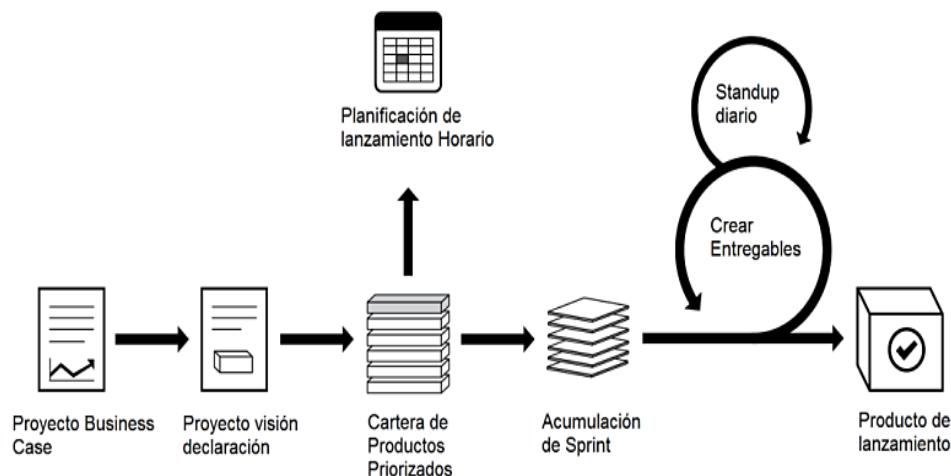 Planificación de
lanzamiento Horario
Standup
diario
Crear
Entregables
Proyecto Business
Case
Proyecto visión
declaración
Cartera de
Productos
Priorizados
Acumulación
de Sprint
Producto de
lanzamiento